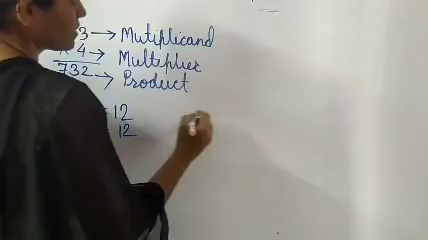 3 → Mutiplicand
× 4 → Multiplier
732 → Product
= 12
12